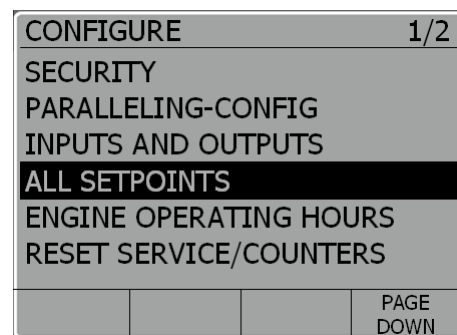 CONFIGURE 1/2
SECURITY
PARALLELING-CONFIG
INPUTS AND OUTPUTS
ALL SETPOINTS
ENGINE OPERATING HOURS
RESET SERVICE/COUNTERS
PAGE
DOWN